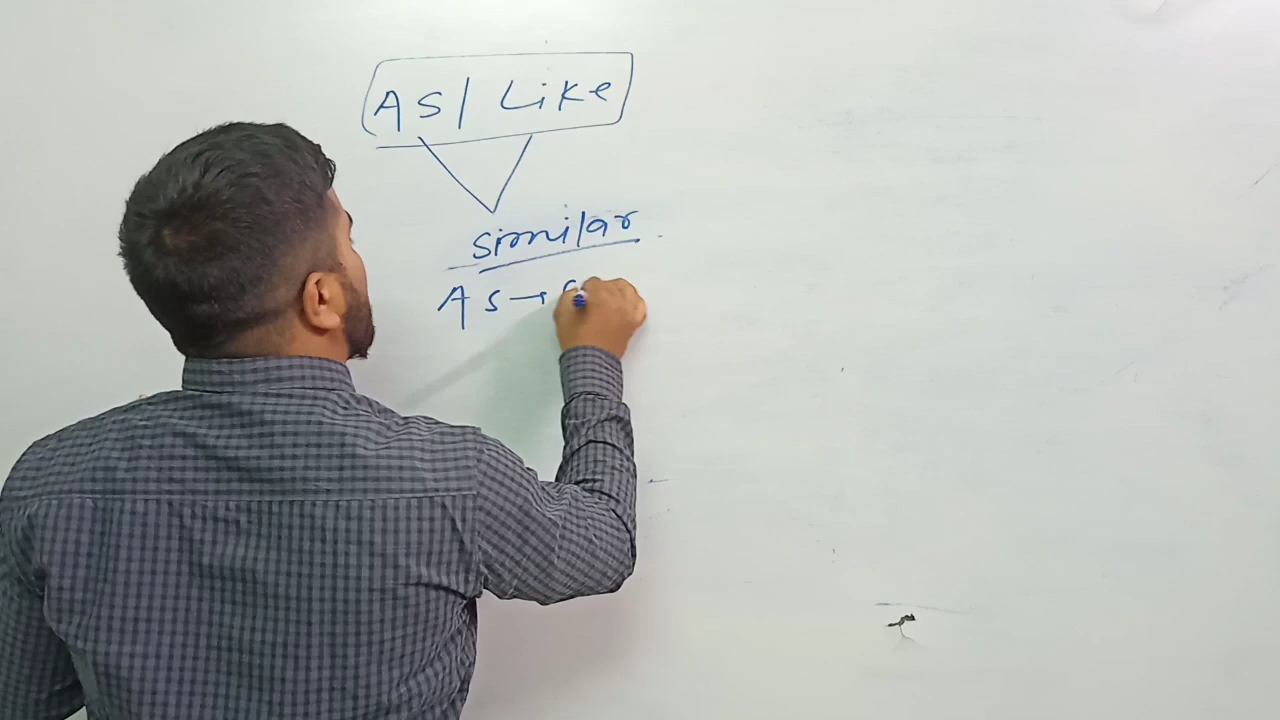 AS/ Like
similar
As →